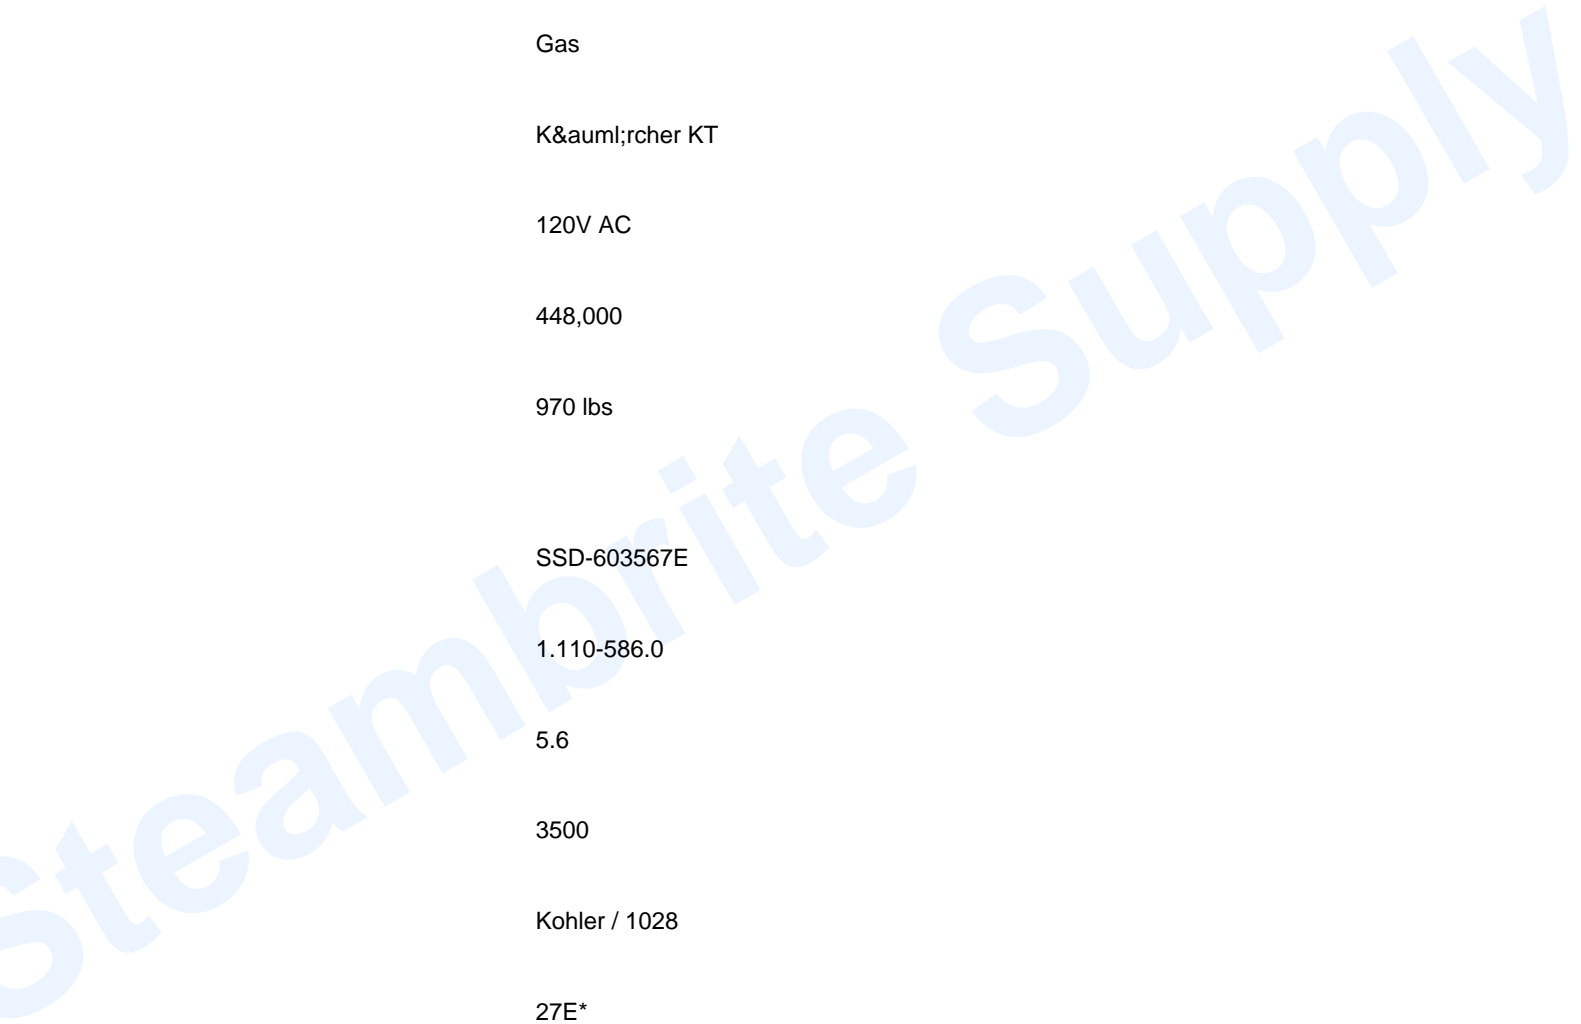 Gas
K&auml;rcher KT
120V AC
448,000
970 lbs
SSD-603567E
1.110-586.0
5.6
3500
Kohler / 1028
27E*
Steambrite Supply